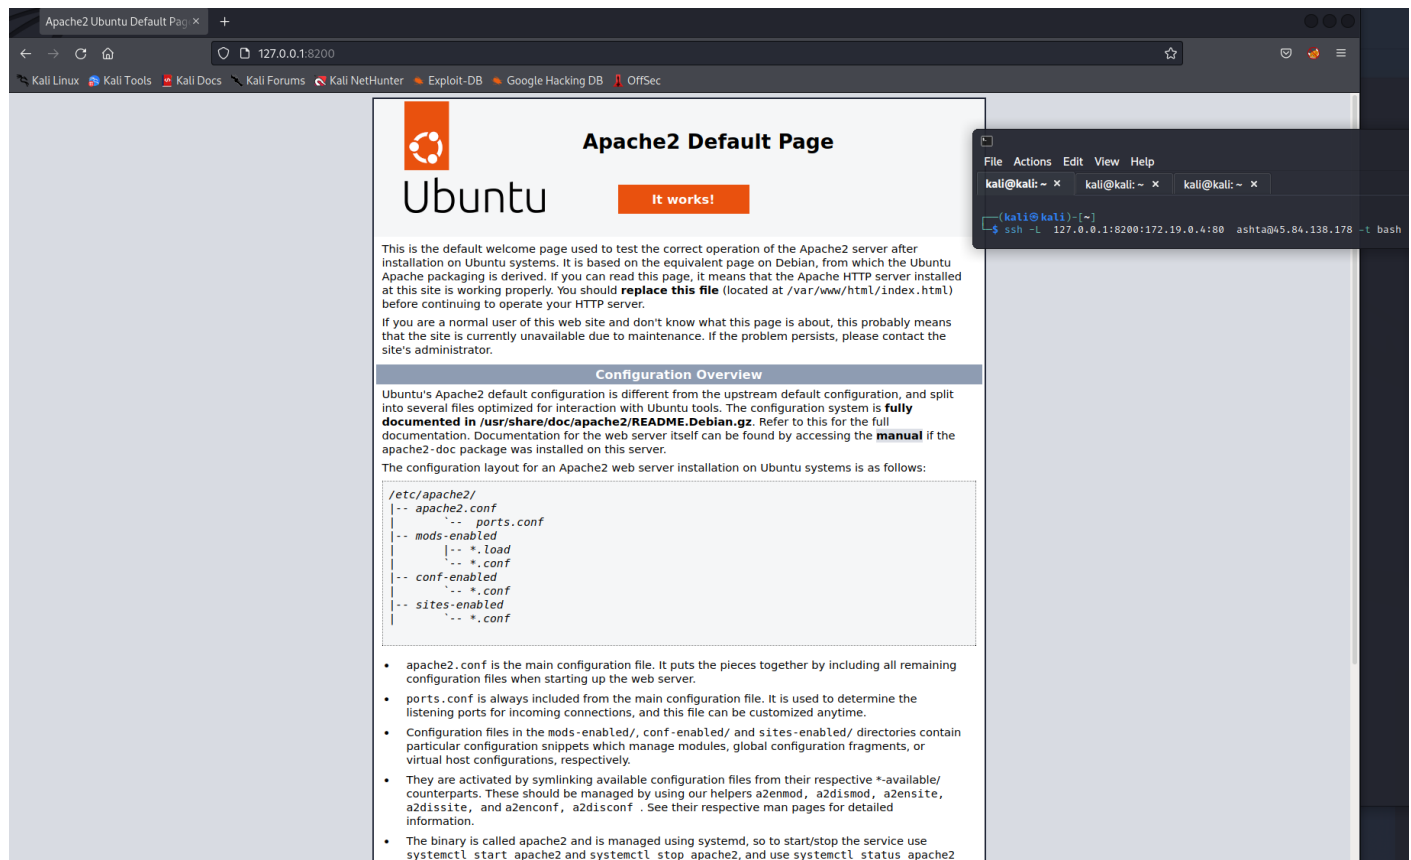 Apache2 Ubuntu Default Pag ×
+
127.0.0.1:8200
Kali Linux Kali Tools Kali Docs Kali Forums Kali NetHunter Exploit-DB Google Hacking DB OffSec
Ubuntu
Apache2 Default Page
It works!
This is the default welcome page used to test the correct operation of the Apache2 server after
installation on Ubuntu systems. It is based on the equivalent page on Debian, from which the Ubuntu
Apache packaging is derived. If you can read this page, it means that the Apache HTTP server installed
at this site is working properly. You should replace this file (located at /var/www/html/index.html)
before continuing to operate your HTTP server.
If you are a normal user of this web site and don't know what this page is about, this probably means
that the site is currently unavailable due to maintenance. If the problem persists, please contact the
site's administrator.
Configuration Overview
Ubuntu's Apache2 default configuration is different from the upstream default configuration, and split
into several files optimized for interaction with Ubuntu tools. The configuration system is fully
documented in /usr/share/doc/apache2/README.Debian.gz. Refer to this for the full
documentation. Documentation for the web server itself can be found by accessing the manual if the
apache2-doc package was installed on this server.
The configuration layout for an Apache2 web server installation on Ubuntu systems is as follows:
/etc/apache2/
|-- apache2.conf
|       `--  ports.conf
|-- mods-enabled
|       |-- *.load
|       `-- *.conf
|-- conf-enabled
|       `-- *.conf
|-- sites-enabled
|       `-- *.conf
• apache2.conf is the main configuration file. It puts the pieces together by including all remaining
configuration files when starting up the web server.
• ports.conf is always included from the main configuration file. It is used to determine the
listening ports for incoming connections, and this file can be customized anytime.
• Configuration files in the mods-enabled/, conf-enabled/ and sites-enabled/ directories contain
particular configuration snippets which manage modules, global configuration fragments, or
virtual host configurations, respectively.
• They are activated by symlinking available configuration files from their respective *-available/
counterparts. These should be managed by using our helpers a2enmod, a2dismod, a2ensite,
a2dissite, and a2enconf, a2disconf . See their respective man pages for detailed
information.
• The binary is called apache2 and is managed using systemd, so to start/stop the service use
systemctl start apache2 and systemctl stop apache2, and use systemctl status apache2
File Actions Edit View Help
kali@kali: ~ × kali@kali: ~ × kali@kali: ~ ×
┌──(kali㉿kali)-[~]
└─$ ssh -L 127.0.0.1:8200:172.19.0.4:80 ashta@45.84.138.178 -t bash